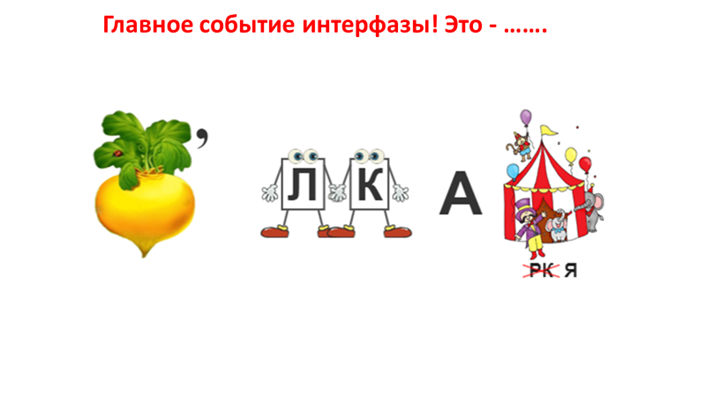 Главное событие интерфазы! Это - …….
, Л К А
РК Я